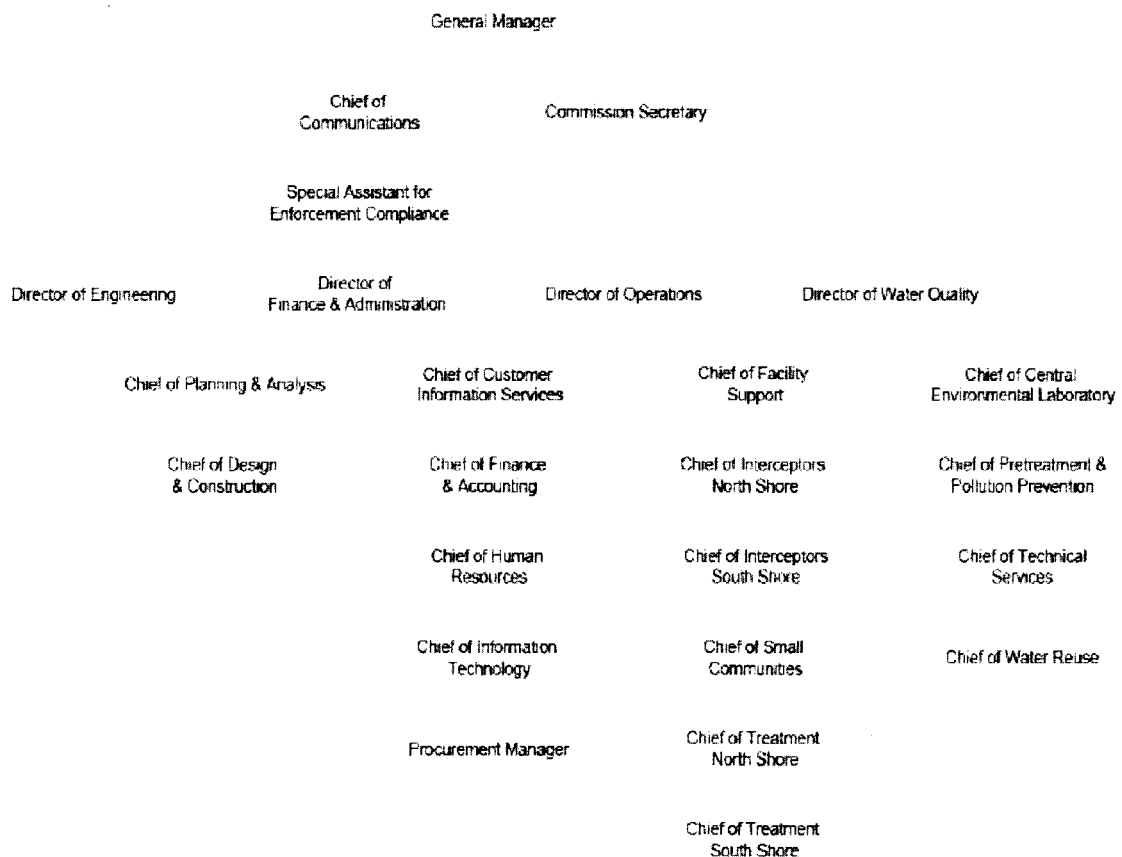 General Manager
Chief of
Communications
Commission Secretary
Special Assistant for
Enforcement Compliance
Director of Engineering
Director of
Finance & Administration
Director of Operations
Director of Water Quality
Chief of Planning & Analysis
Chief of Customer
Information Services
Chief of Facility
Support
Chief of Central
Environmental Laboratory
Chief of Design
& Construction
Chief of Finance
& Accounting
Chief of Interceptors
North Shore
Chief of Pretreatment &
Pollution Prevention
Chief of Human
Resources
Chief of Interceptors
South Shore
Chief of Technical
Services
Chief of Information
Technology
Chief of Small
Communities
Chief of Water Reuse
Procurement Manager
Chief of Treatment
North Shore
Chief of Treatment
South Shore